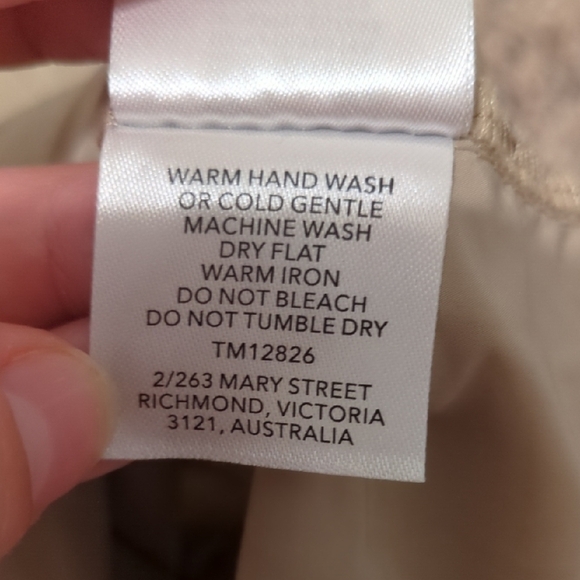 WARM HAND WASH
OR COLD GENTLE
MACHINE WASH
DRY FLAT
WARM IRON
DO NOT BLEACH
DO NOT TUMBLE DRY
TM12826
2/263 MARY STREET
RICHMOND, VICTORIA
3121, AUSTRALIA